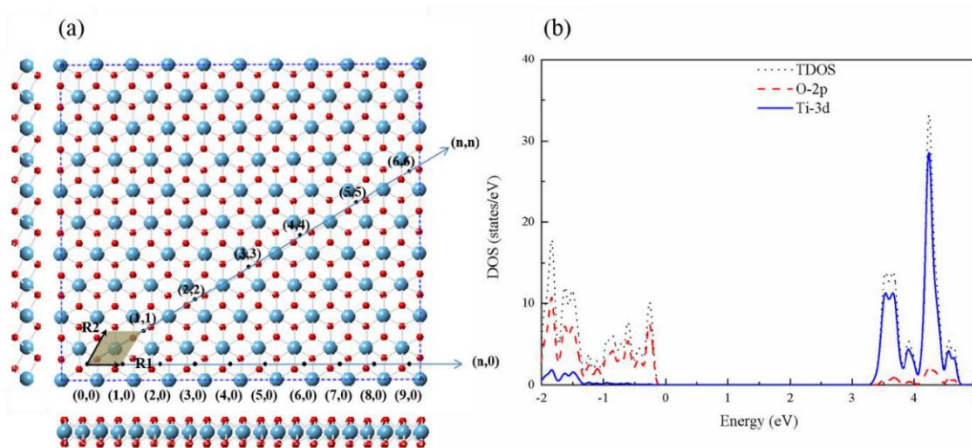 (a)
(n,n)
(6,6)
(5,5)
(4,4)
(3,3)
(2,2)
(1,1)
R2
R1
(n,0)
(0,0) (1,0) (2,0) (3,0) (4,0) (5,0) (6,0) (7,0) (8,0) (9,0)
(b)
40
30
20
10
0
DOS (states/eV)
TDOS
O-2p
Ti-3d
-2 -1 0 1 2 3 4
Energy (eV)